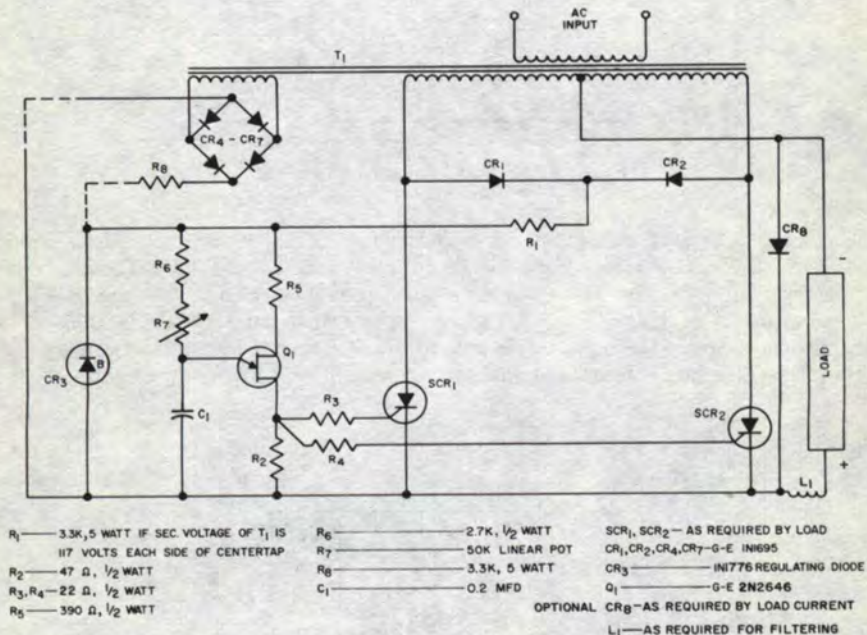 AC
INPUT
T1
CR4 - CR7
R8
CR1
CR2
R1
CR8
R6
R5
R7
Q1
B
CR3
C1
R3
R4
R2
SCR1
SCR2
-
LOAD
+
L1
R1 3.3K, 5 WATT IF SEC. VOLTAGE OF T1 IS
117 VOLTS EACH SIDE OF CENTERTAP
R2 47 Ω, 1/2 WATT
R3, R4 22 Ω, 1/2 WATT
R5 390 Ω, 1/2 WATT
R6 2.7K, 1/2 WATT
R7 50K LINEAR POT
R8 3.3K, 5 WATT
C1 0.2 MFD
SCR1, SCR2 — AS REQUIRED BY LOAD
CR1, CR2, CR4, CR7 - G-E IN1695
CR3 IN1776 REGULATING DIODE
Q1 G-E 2N2646
OPTIONAL CR8 — AS REQUIRED BY LOAD CURRENT
L1 — AS REQUIRED FOR FILTERING